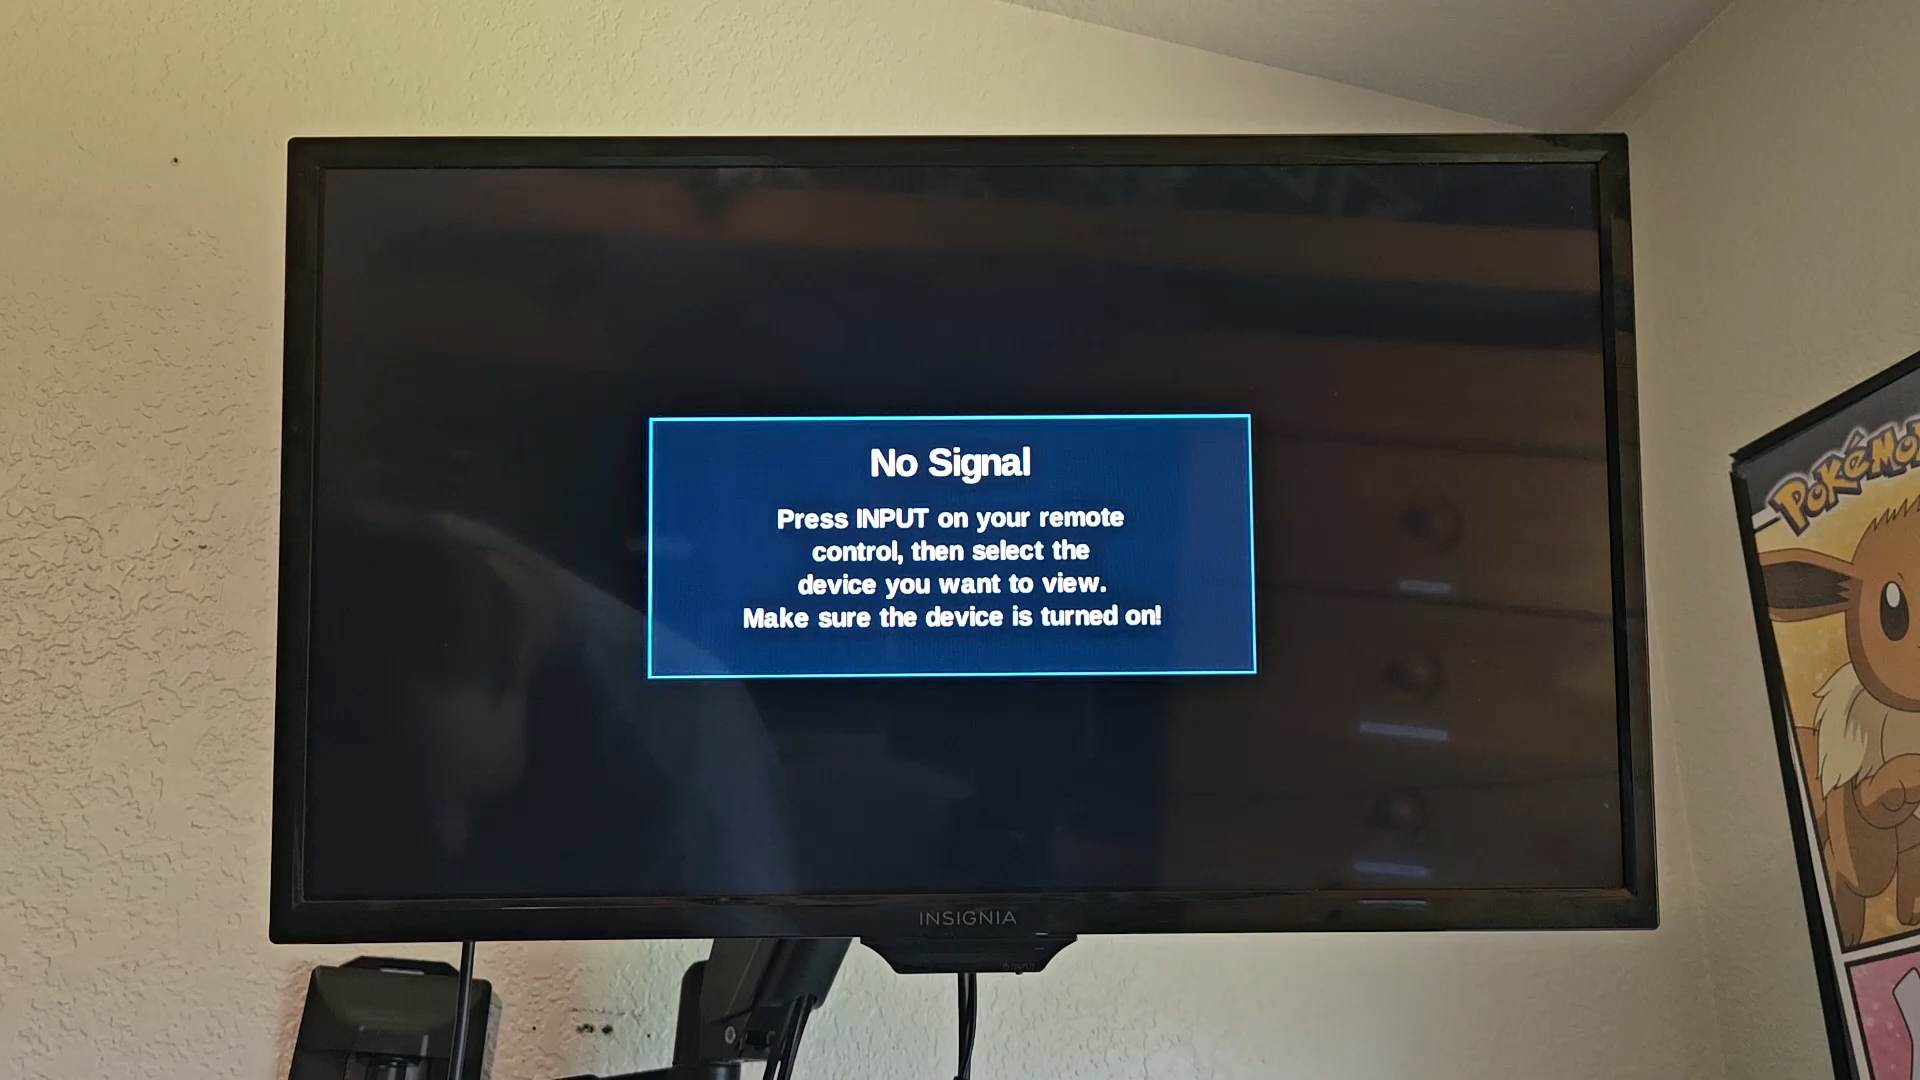 No Signal
Press INPUT on your remote
control, then select the
device you want to view.
Make sure the device is turned on!
INSIGNIA